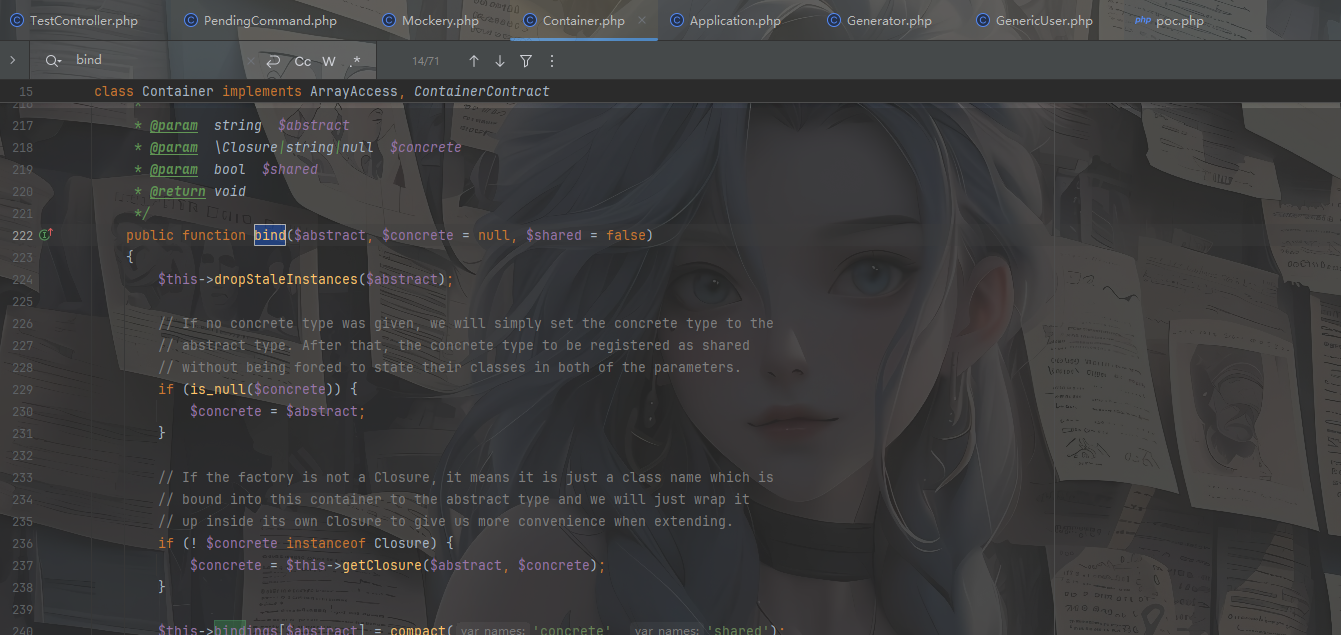 TestController.php PendingCommand.php Mockery.php Container.php Application.php Generator.php GenericUser.php php poc.php
bind Cc W .* 14/71
15 class Container implements ArrayAccess, ContainerContract
216 *
217 * @param string $abstract
218 * @param \Closure|string|null $concrete
219 * @param bool $shared
220 * @return void
221 */
222 public function bind($abstract, $concrete = null, $shared = false)
223 {
224 $this->dropStaleInstances($abstract);
225
226 // If no concrete type was given, we will simply set the concrete type to the
227 // abstract type. After that, the concrete type to be registered as shared
228 // without being forced to state their classes in both of the parameters.
229 if (is_null($concrete)) {
230 $concrete = $abstract;
231 }
232
233 // If the factory is not a Closure, it means it is just a class name which is
234 // bound into this container to the abstract type and we will just wrap it
235 // up inside its own Closure to give us more convenience when extending.
236 if (! $concrete instanceof Closure) {
237 $concrete = $this->getClosure($abstract, $concrete);
238 }
239
240 $this->bindings[$abstract] = compact( var_names: 'concrete' var_names: 'shared');